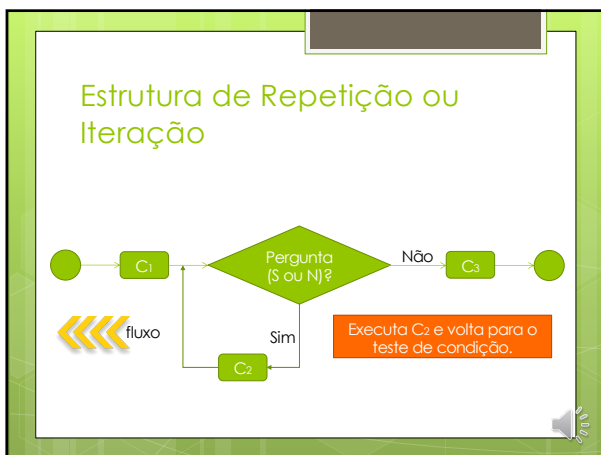 Estrutura de Repetição ou
Iteração
C1
Pergunta
(S ou N)?
Não
C3
fluxo
Sim
C2
Executa C2 e volta para o
teste de condição.